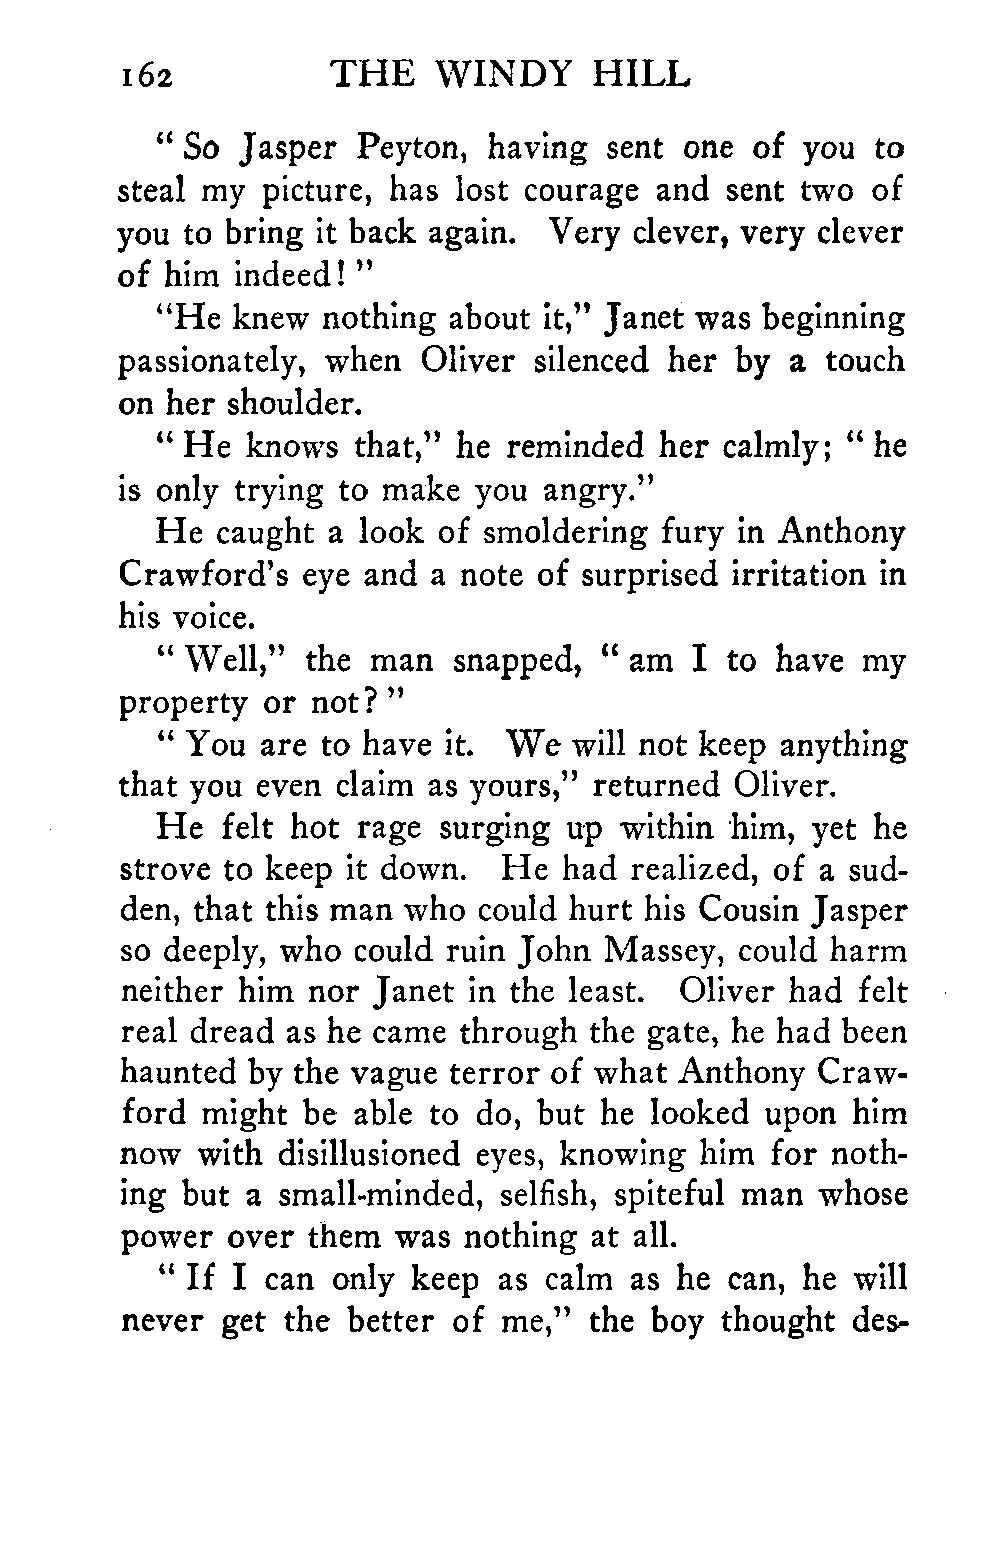 162 THE WINDY HILL
“ So Jasper Peyton, having sent one of you to
steal my picture, has lost courage and sent two of
you to bring it back again. Very clever, very clever
of him indeed! ”
“He knew nothing about it,” Janet was beginning
passionately, when Oliver silenced her by a touch
on her shoulder.
“ He knows that,” he reminded her calmly; “ he
is only trying to make you angry.”
He caught a look of smoldering fury in Anthony
Crawford’s eye and a note of surprised irritation in
his voice.
“ Well,” the man snapped, “ am I to have my
property or not? ”
“ You are to have it. We will not keep anything
that you even claim as yours,” returned Oliver.
He felt hot rage surging up within him, yet he
strove to keep it down. He had realized, of a sud-
den, that this man who could hurt his Cousin Jasper
so deeply, who could ruin John Massey, could harm
neither him nor Janet in the least. Oliver had felt
real dread as he came through the gate, he had been
haunted by the vague terror of what Anthony Craw-
ford might be able to do, but he looked upon him
now with disillusioned eyes, knowing him for noth-
ing but a small-minded, selfish, spiteful man whose
power over them was nothing at all.
“ If I can only keep as calm as he can, he will
never get the better of me,” the boy thought des-